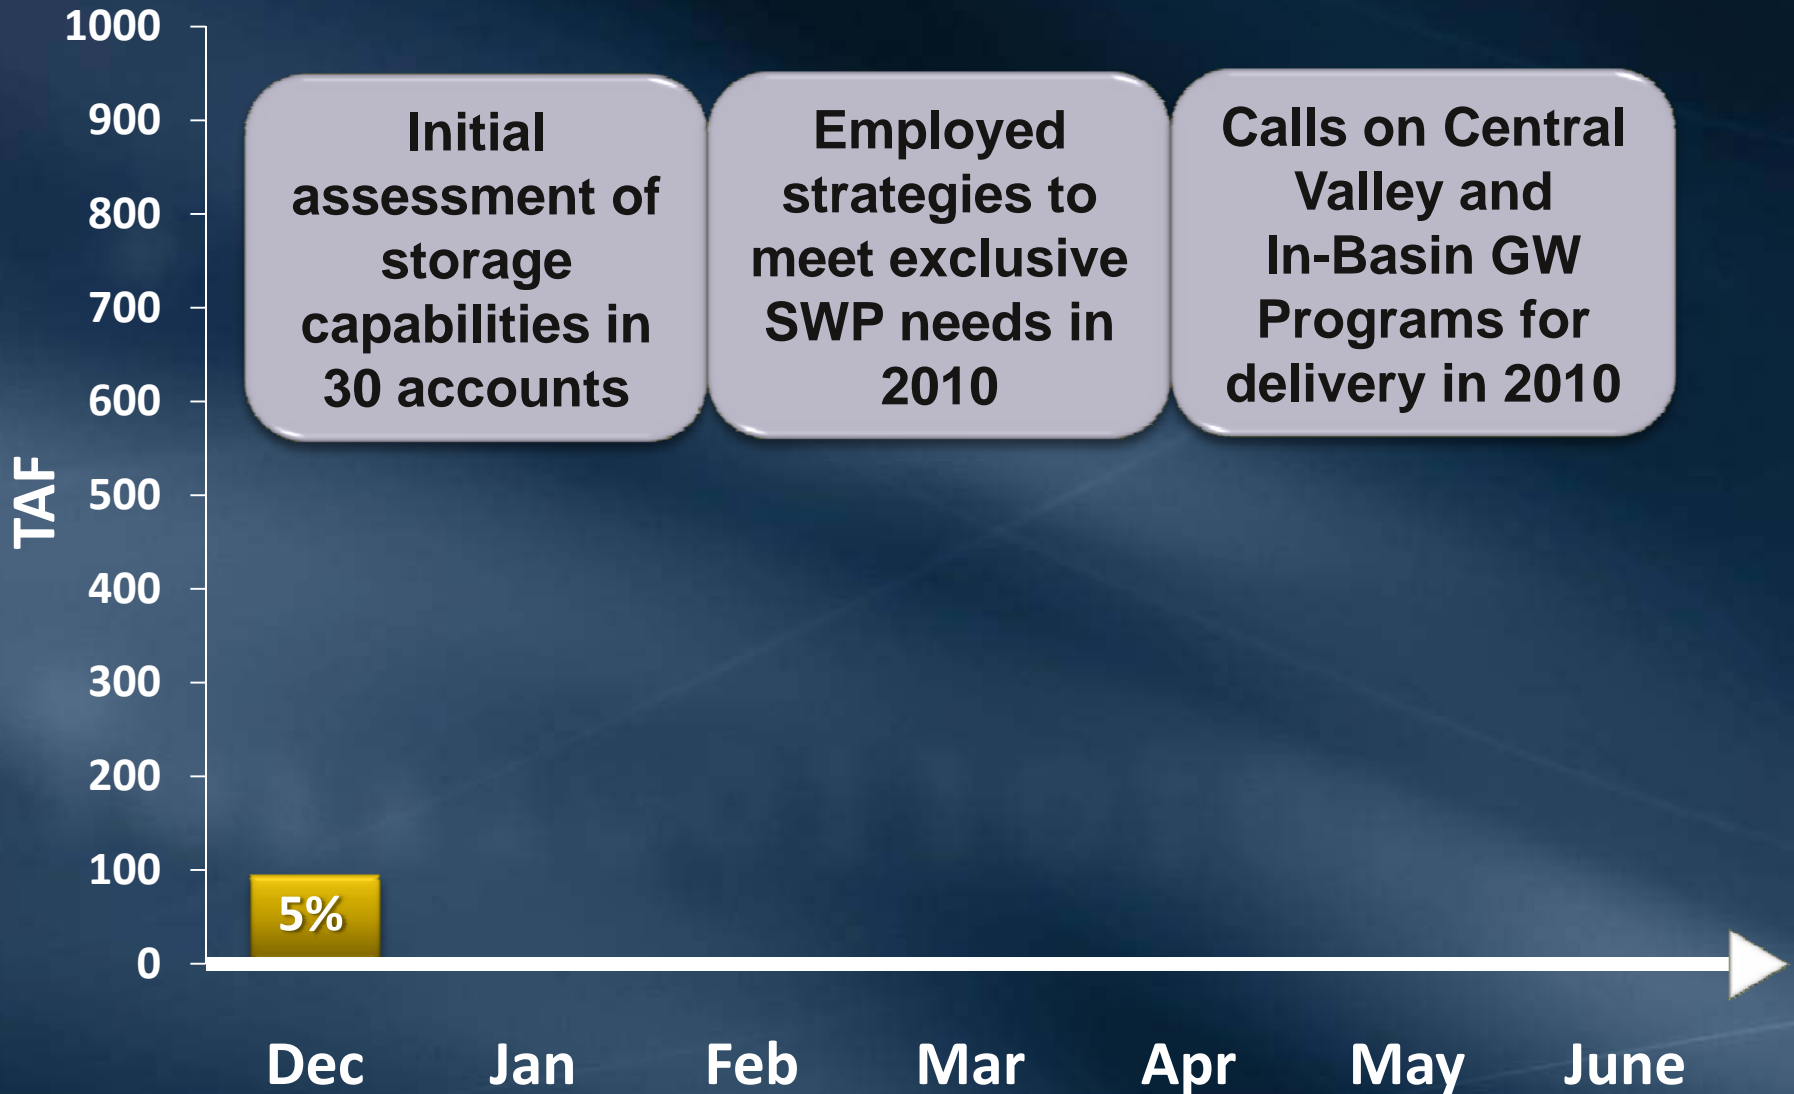 1000
900
800
700
600
500
400
300
200
100
0
TAF
Initial
assessment of
storage
capabilities in
30 accounts
Employed
strategies to
meet exclusive
SWP needs in
2010
Calls on Central
Valley and
In-Basin GW
Programs for
delivery in 2010
5%
Dec Jan Feb Mar Apr May June